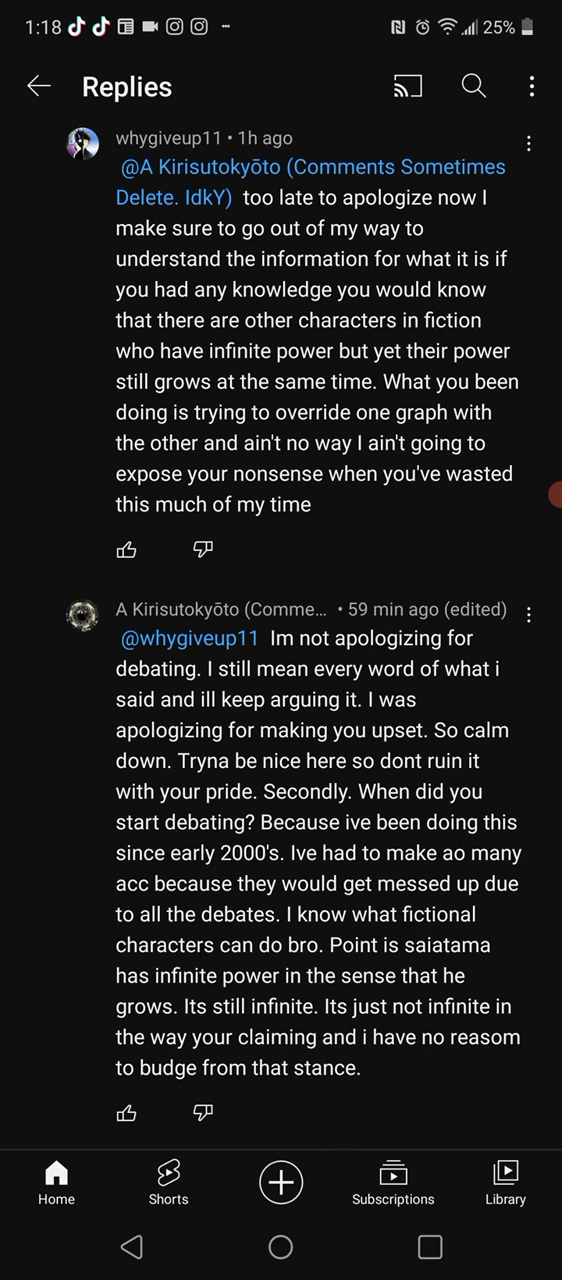 1:18
25%
Replies
whygiveup11 • 1h ago
@A Kirisutokyōto (Comments Sometimes
Delete. IdkY) too late to apologize now I
make sure to go out of my way to
understand the information for what it is if
you had any knowledge you would know
that there are other characters in fiction
who have infinite power but yet their power
still grows at the same time. What you been
doing is trying to override one graph with
the other and ain't no way I ain't going to
expose your nonsense when you've wasted
this much of my time
A Kirisutokyōto (Comme... • 59 min ago (edited)
@whygiveup11 Im not apologizing for
debating. I still mean every word of what i
said and ill keep arguing it. I was
apologizing for making you upset. So calm
down. Tryna be nice here so dont ruin it
with your pride. Secondly. When did you
start debating? Because ive been doing this
since early 2000's. Ive had to make ao many
acc because they would get messed up due
to all the debates. I know what fictional
characters can do bro. Point is saiatama
has infinite power in the sense that he
grows. Its still infinite. Its just not infinite in
the way your claiming and i have no reasom
to budge from that stance.
Home
Shorts
Subscriptions
Library